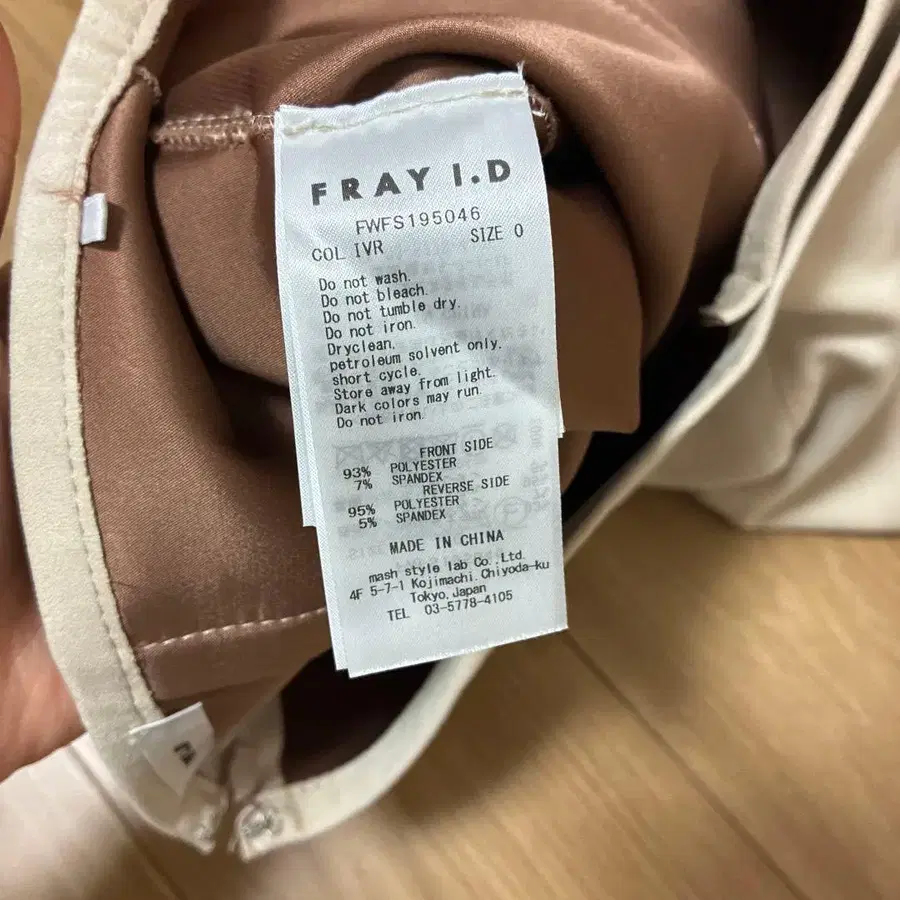 FRAY I.D
FWFS195046
COL IVR SIZE 0
Do not wash.
Do not bleach.
Do not tumble dry.
Do not iron.
Dryclean,
petroleum solvent only.
short cycle.
Store away from light.
Dark colors may run.
Do not iron.
FRONT SIDE
93% POLYESTER
7% SPANDEX
REVERSE SIDE
95% POLYESTER
5% SPANDEX
MADE IN CHINA
mash style lab Co.,Ltd.
4F 5-7-1 Kojimachi,Chiyoda-ku
Tokyo,Japan
TEL 03-5778-4105